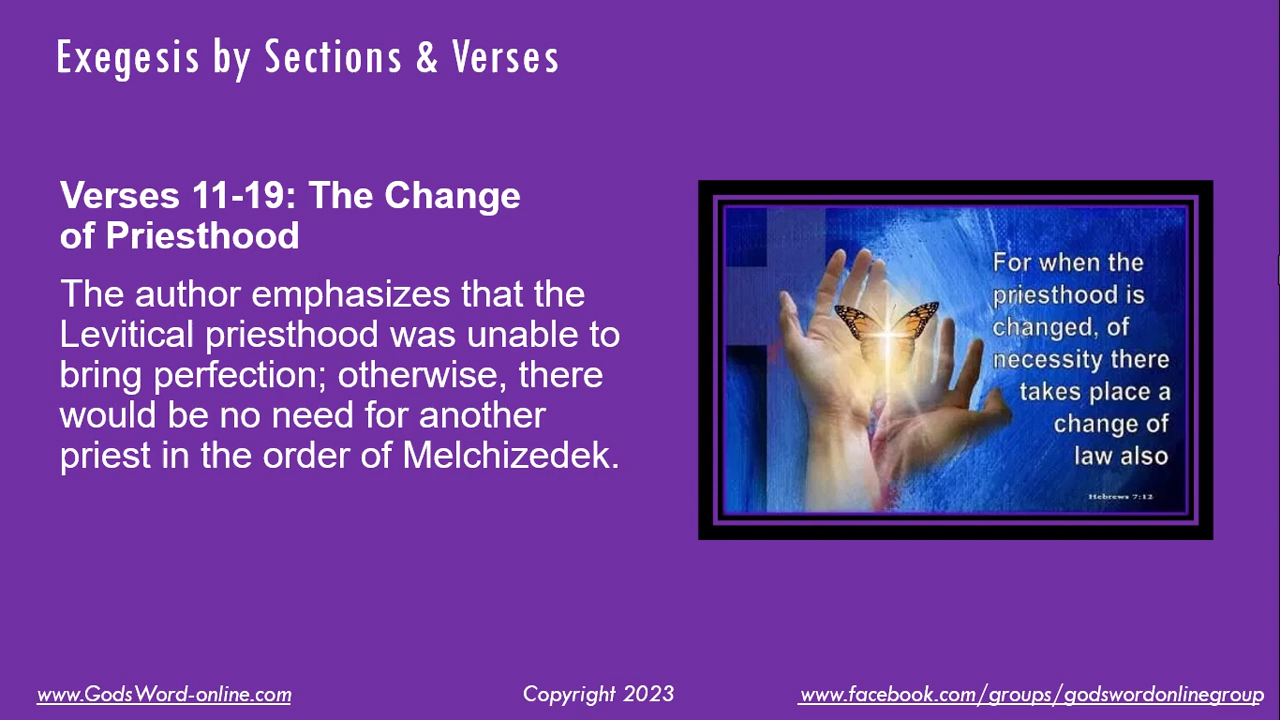 Exegesis by Sections & Verses
Verses 11-19: The Change
of Priesthood
The author emphasizes that the
Levitical priesthood was unable to
bring perfection; otherwise, there
would be no need for another
priest in the order of Melchizedek.
For when the
priesthood is
changed, of
necessity there
takes place a
change of
law also
Hebrews 7:12
www.GodsWord-online.com
Copyright 2023
www.facebook.com/groups/godswordonlinegroup